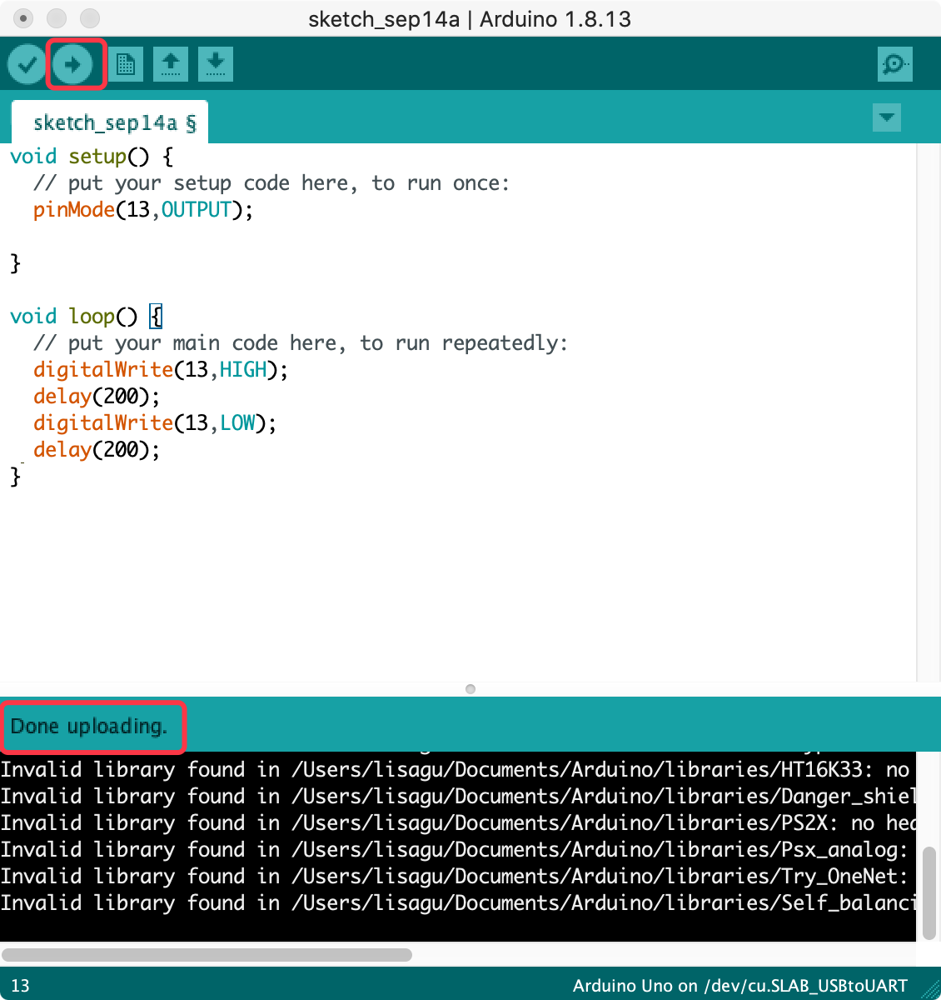 sketch_sep14a | Arduino 1.8.13
sketch_sep14a §
void setup() {
  // put your setup code here, to run once:
  pinMode(13,OUTPUT);
}
void loop() {
  // put your main code here, to run repeatedly:
  digitalWrite(13,HIGH);
  delay(200);
  digitalWrite(13,LOW);
  delay(200);
}
Done uploading.
Invalid library found in /Users/lisagu/Documents/Arduino/libraries/HT16K33: no
Invalid library found in /Users/lisagu/Documents/Arduino/libraries/Danger_shiel
Invalid library found in /Users/lisagu/Documents/Arduino/libraries/PS2X: no hea
Invalid library found in /Users/lisagu/Documents/Arduino/libraries/Psx_analog:
Invalid library found in /Users/lisagu/Documents/Arduino/libraries/Try_OneNet:
Invalid library found in /Users/lisagu/Documents/Arduino/libraries/Self_balanci
13
Arduino Uno on /dev/cu.SLAB_USBtoUART